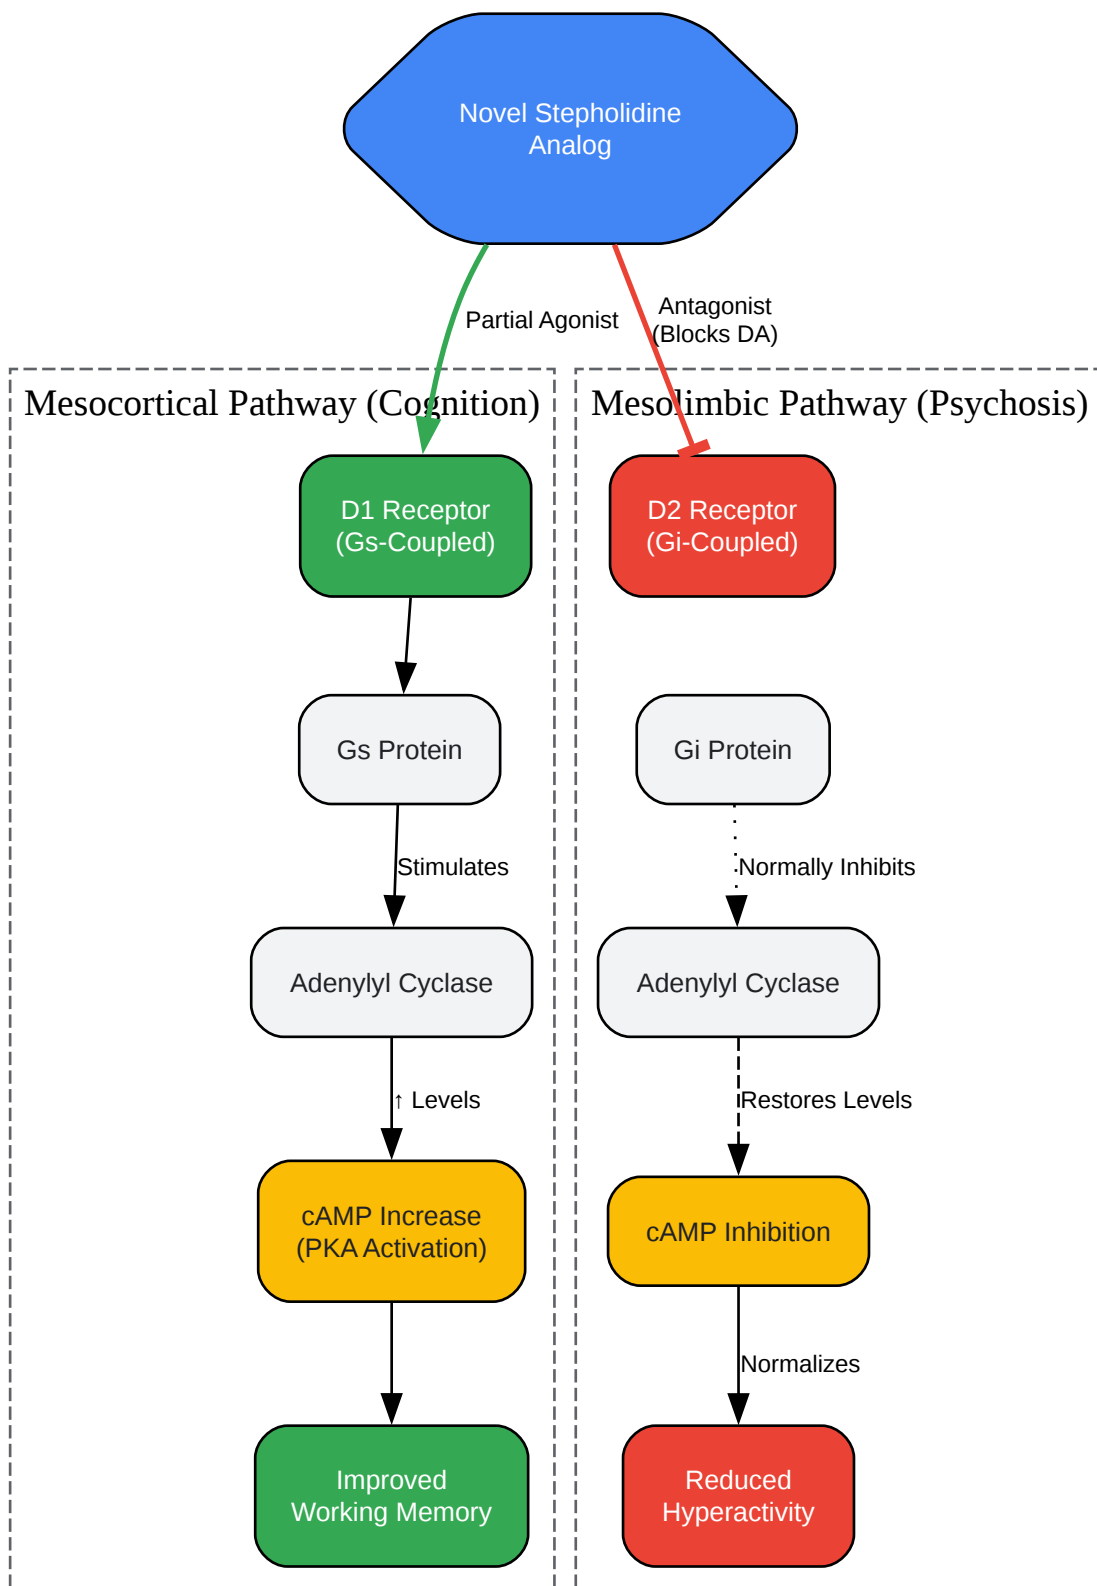 Novel Stepholidine
Analog
Partial Agonist
Antagonist
(Blocks DA)
Mesocortical Pathway (Cognition)
D1 Receptor
(Gs-Coupled)
Gs Protein
Stimulates
Adenylyl Cyclase
↑ Levels
cAMP Increase
(PKA Activation)
Improved
Working Memory
Mesolimbic Pathway (Psychosis)
D2 Receptor
(Gi-Coupled)
Gi Protein
Normally Inhibits
Adenylyl Cyclase
Restores Levels
cAMP Inhibition
Normalizes
Reduced
Hyperactivity